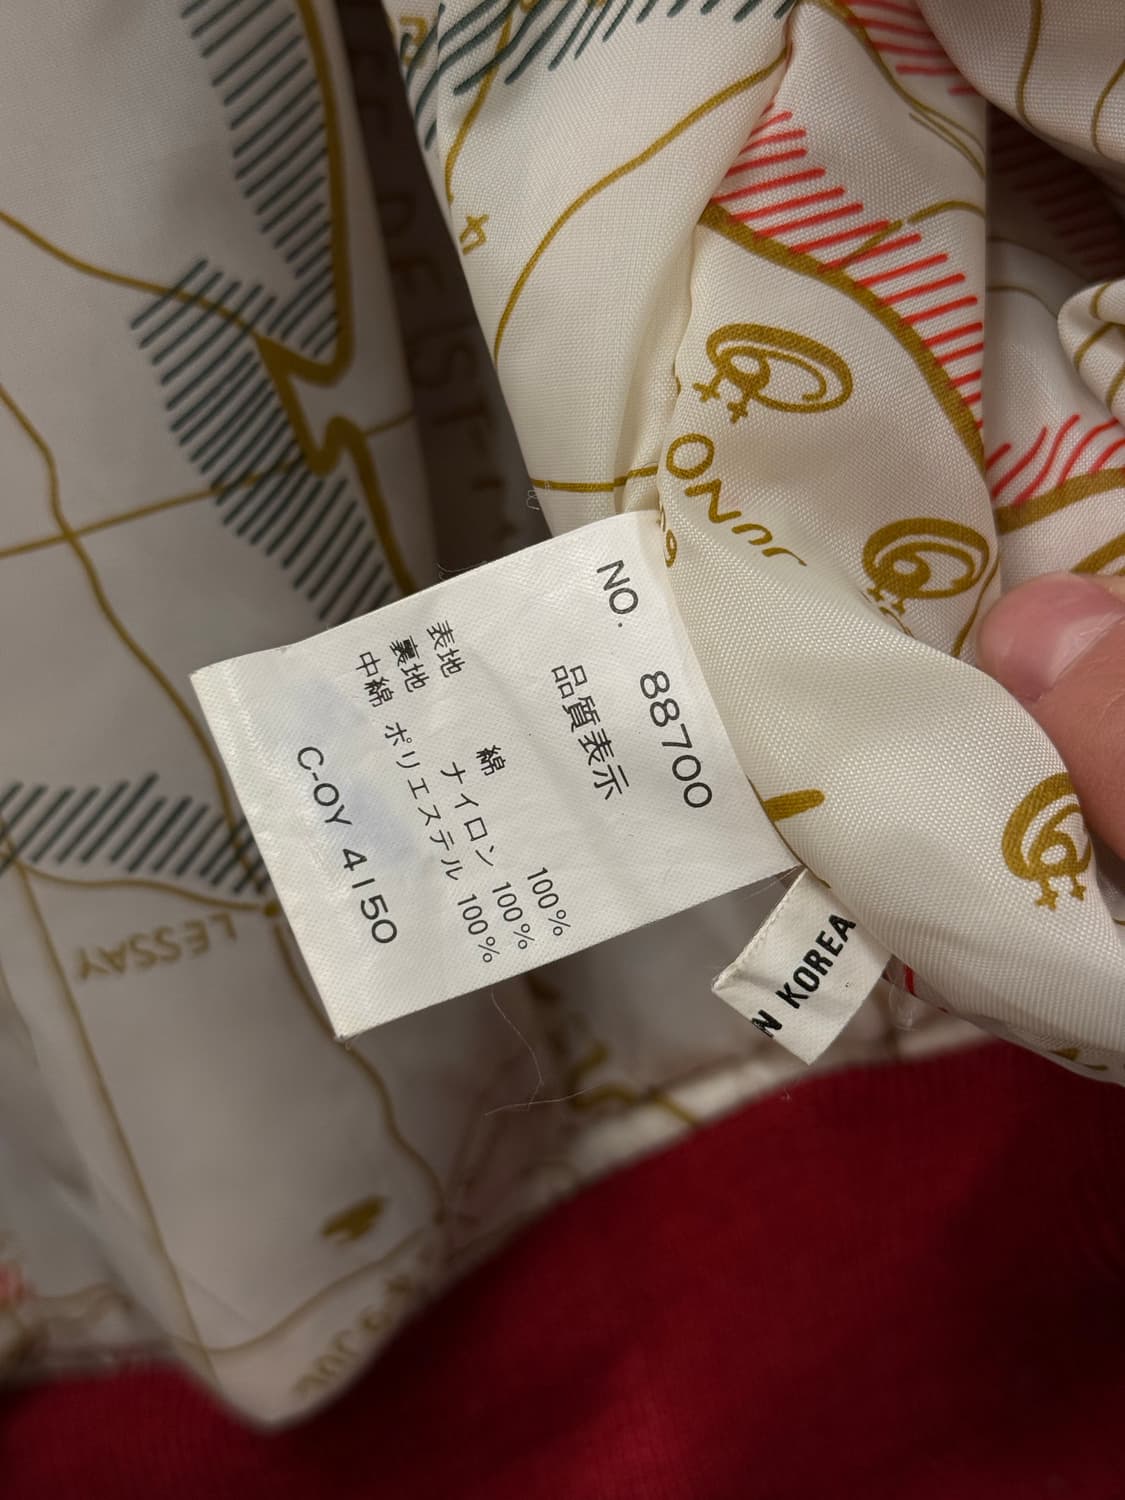 NO. 88700
品質表示
表地 綿 100%
裏地 ナイロン 100%
中綿 ポリエステル 100%
C-OY 4150
N KOREA
LESSAY
JUNO